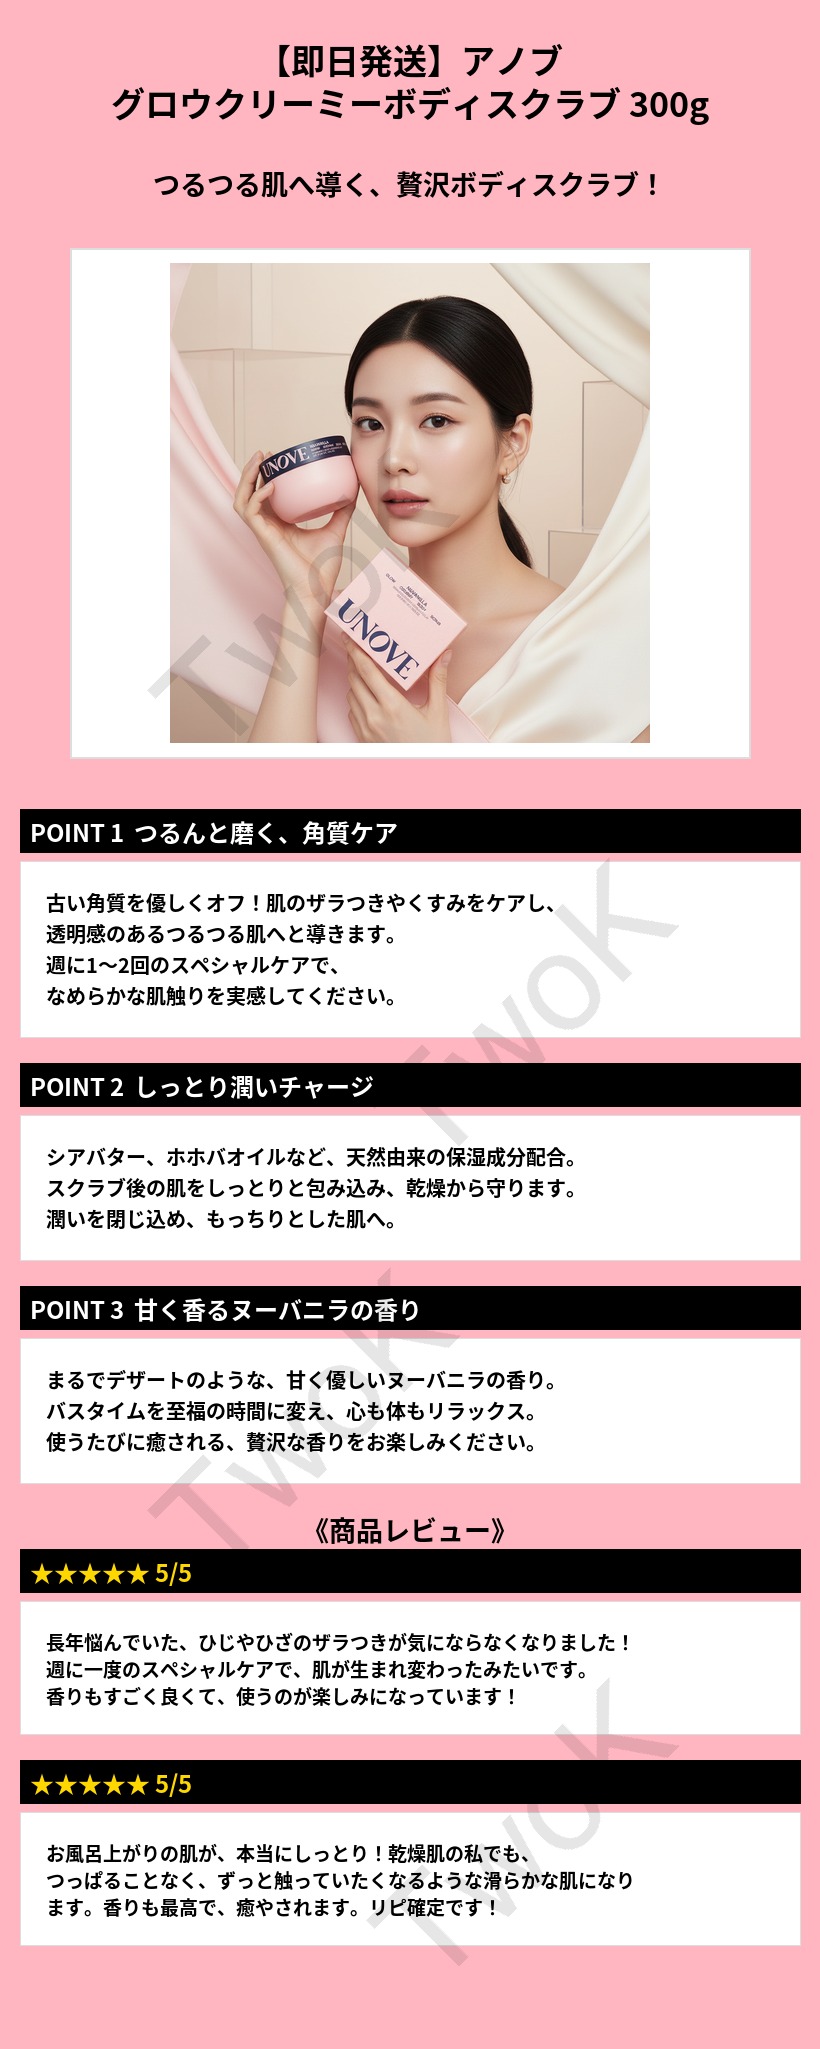 【即日発送】アノブ
グロウクリーミーボディスクラブ 300g
つるつる肌へ導く、贅沢ボディスクラブ！
UNOVE
UNOVE
TwoK
POINT 1 つるんと磨く、角質ケア
古い角質を優しくオフ！肌のザラつきやくすみをケアし、
透明感のあるつるつる肌へと導きます。
週に1〜2回のスペシャルケアで、
なめらかな肌触りを実感してください。
TwoK
POINT 2 しっとり潤いチャージ
シアバター、ホホバオイルなど、天然由来の保湿成分配合。
スクラブ後の肌をしっとりと包み込み、乾燥から守ります。
潤いを閉じ込め、もっちりとした肌へ。
POINT 3 甘く香るヌーバニラの香り
まるでデザートのような、甘く優しいヌーバニラの香り。
バスタイムを至福の時間に変え、心も体もリラックス。
使うたびに癒される、贅沢な香りをお楽しみください。
TwoK
《商品レビュー》
★★★★★ 5/5
長年悩んでいた、ひじやひざのザラつきが気にならなくなりました！
週に一度のスペシャルケアで、肌が生まれ変わったみたいです。
香りもすごく良くて、使うのが楽しみになっています！
★★★★★ 5/5
お風呂上がりの肌が、本当にしっとり！乾燥肌の私でも、
つっぱることなく、ずっと触っていたくなるような滑らかな肌になり
ます。香りも最高で、癒やされます。リピ確定です！
TwoK